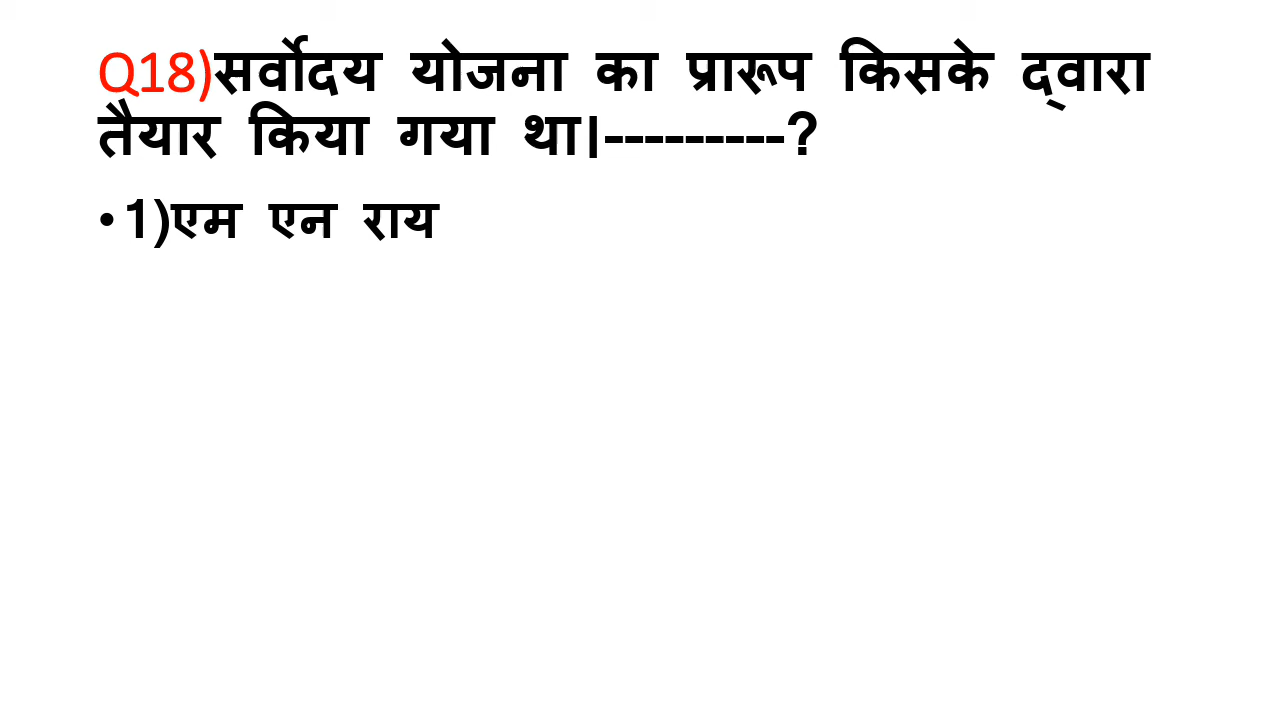 Q18)सर्वोदय योजना का प्रारूप किसके द्वारा
तैयार किया गया था।---------?
•1)एम एन राय